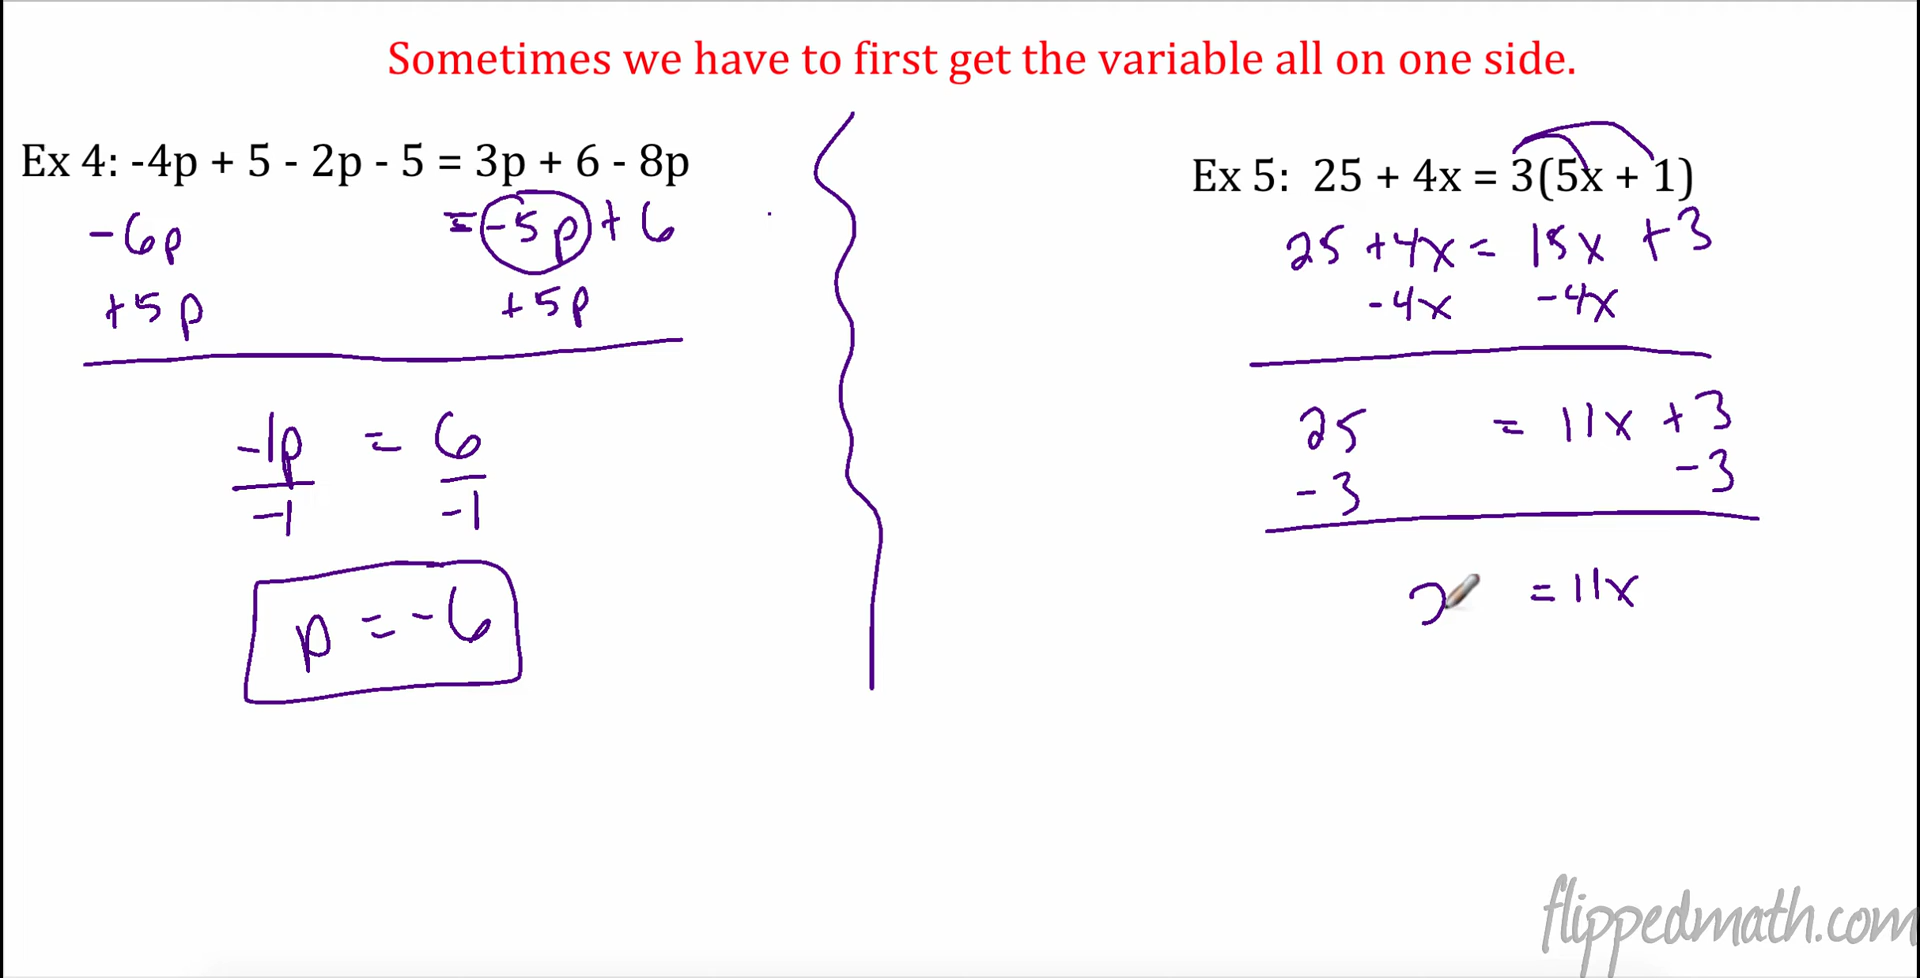 Sometimes we have to first get the variable all on one side.
Ex 4: -4p + 5 - 2p - 5 = 3p + 6 - 8p
-6p = -5p + 6
+5p +5p
-1p = 6
-1 -1
p = -6
Ex 5: 25 + 4x = 3(5x + 1)
25 + 4x = 15x + 3
-4x -4x
25 = 11x + 3
-3 -3
2 = 11x
flippedmath.com